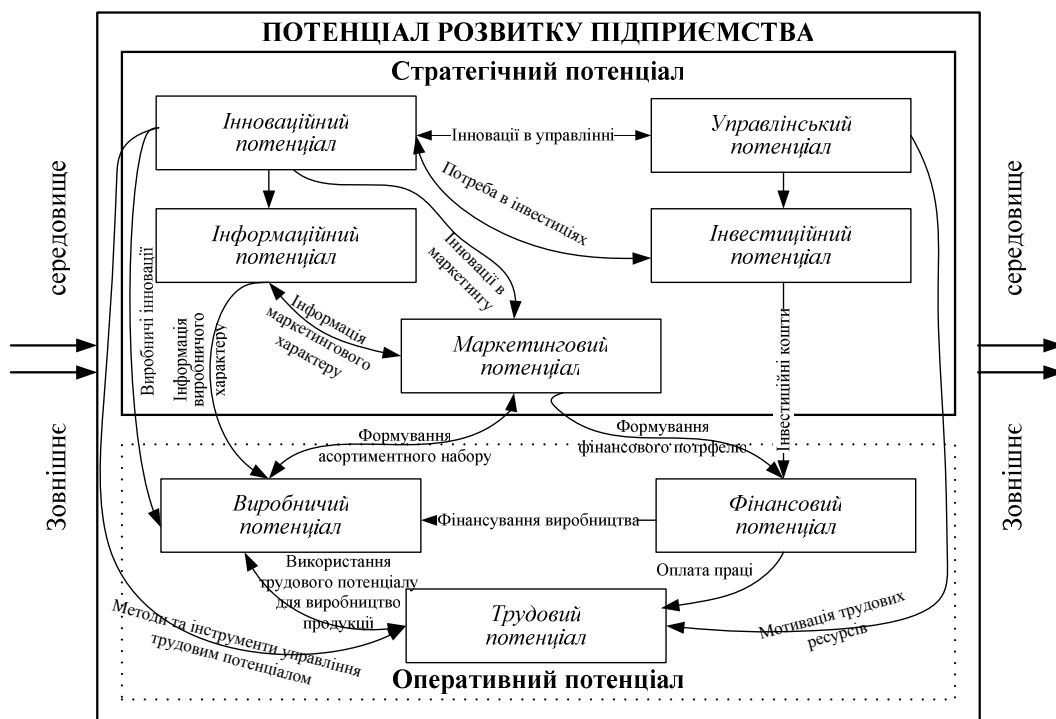 ПОТЕНЦІАЛ РОЗВИТКУ ПІДПРИЄМСТВА
Стратегічний потенціал
Інноваційний
потенціал
Інновації в управлінні
Управлінський
потенціал
Потреба в інвестиціях
Інформаційний
потенціал
Інновації в
маркетингу
Інвестиційний
потенціал
середовище
Зовнішнє
середовище
Зовнішнє
Виробничі інновації
Інформація
виробничого
характеру
Інформація
маркетингового
характеру
Маркетинговий
потенціал
Інвестиційні кошти
Формування
асортиментного набору
Формування
фінансового потрфелю
Виробничий
потенціал
Фінансування виробництва
Фінансовий
потенціал
Використання
трудового потенціалу
для виробництво
продукції
Оплата праці
Трудовий
потенціал
Методи та інструменти управління
трудовим потенціалом
Мотивація трудових
ресурсів
Оперативний потенціал